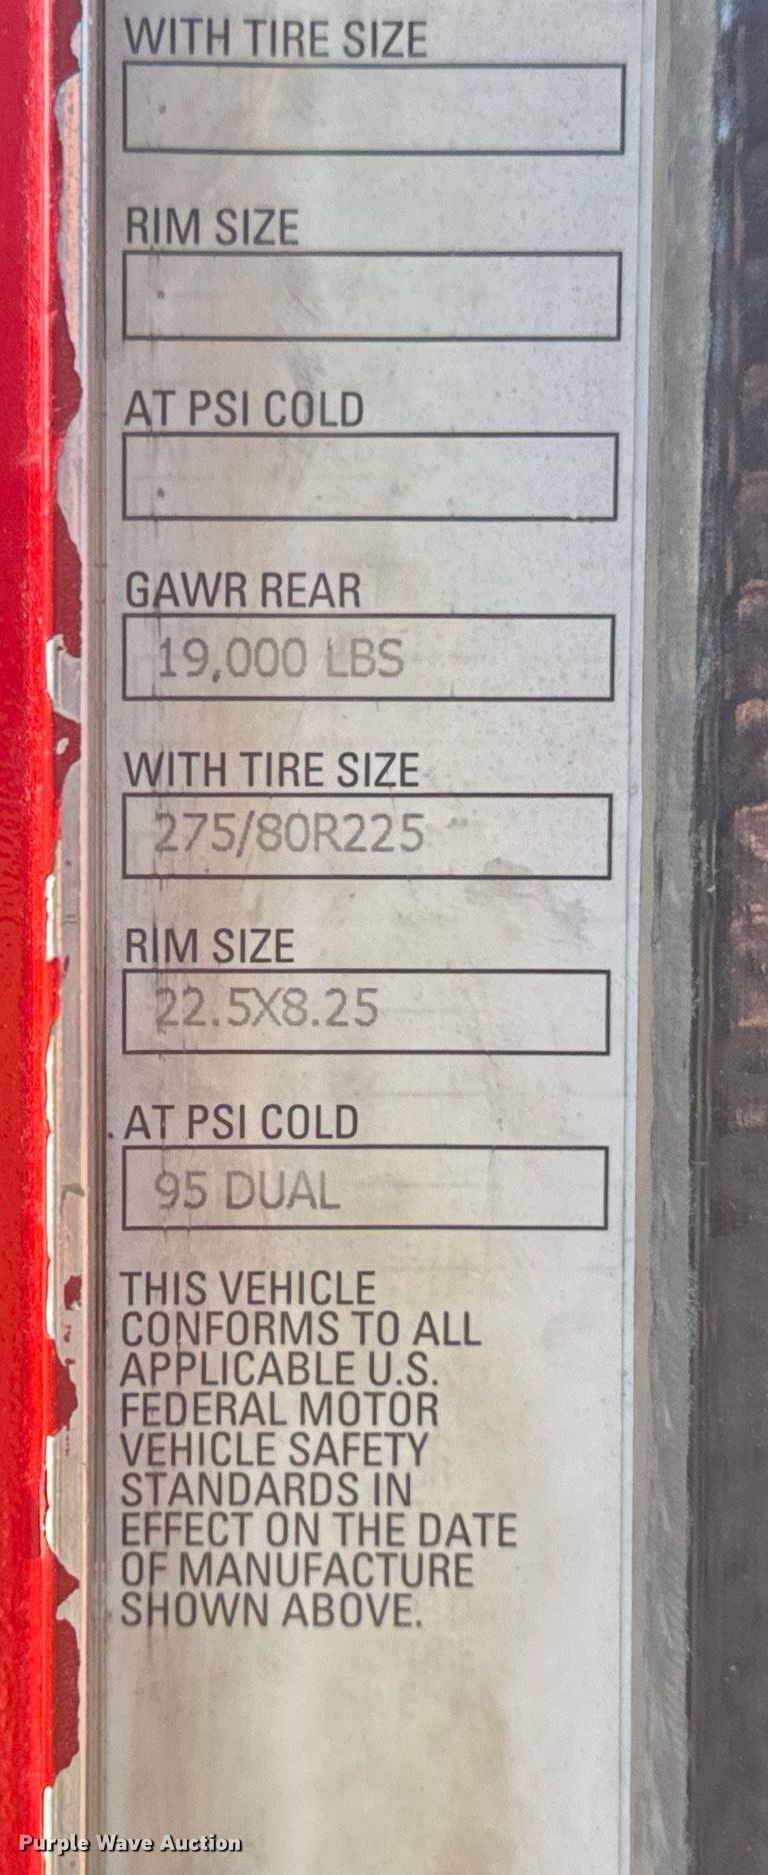 WITH TIRE SIZE
RIM SIZE
AT PSI COLD
GAWR REAR
19,000 LBS
WITH TIRE SIZE
275/80R225
RIM SIZE
22.5X8.25
AT PSI COLD
95 DUAL
THIS VEHICLE
CONFORMS TO ALL
APPLICABLE U.S.
FEDERAL MOTOR
VEHICLE SAFETY
STANDARDS IN
EFFECT ON THE DATE
OF MANUFACTURE
SHOWN ABOVE.
Purple Wave Auction